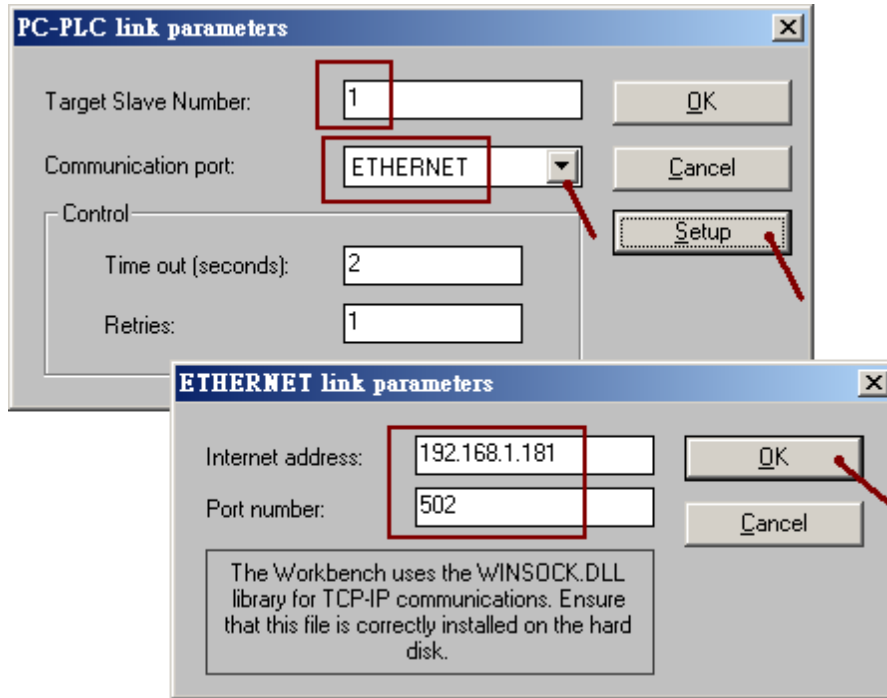 PC-PLC link parameters
Target Slave Number:
1
OK
Communication port:
ETHERNET
Cancel
Control
Setup
Time out (seconds):
2
Retries:
1
ETHERNET link parameters
Internet address:
192.168.1.181
OK
Port number:
502
Cancel
The Workbench uses the WINSOCK.DLL
library for TCP-IP communications. Ensure
that this file is correctly installed on the hard
disk.